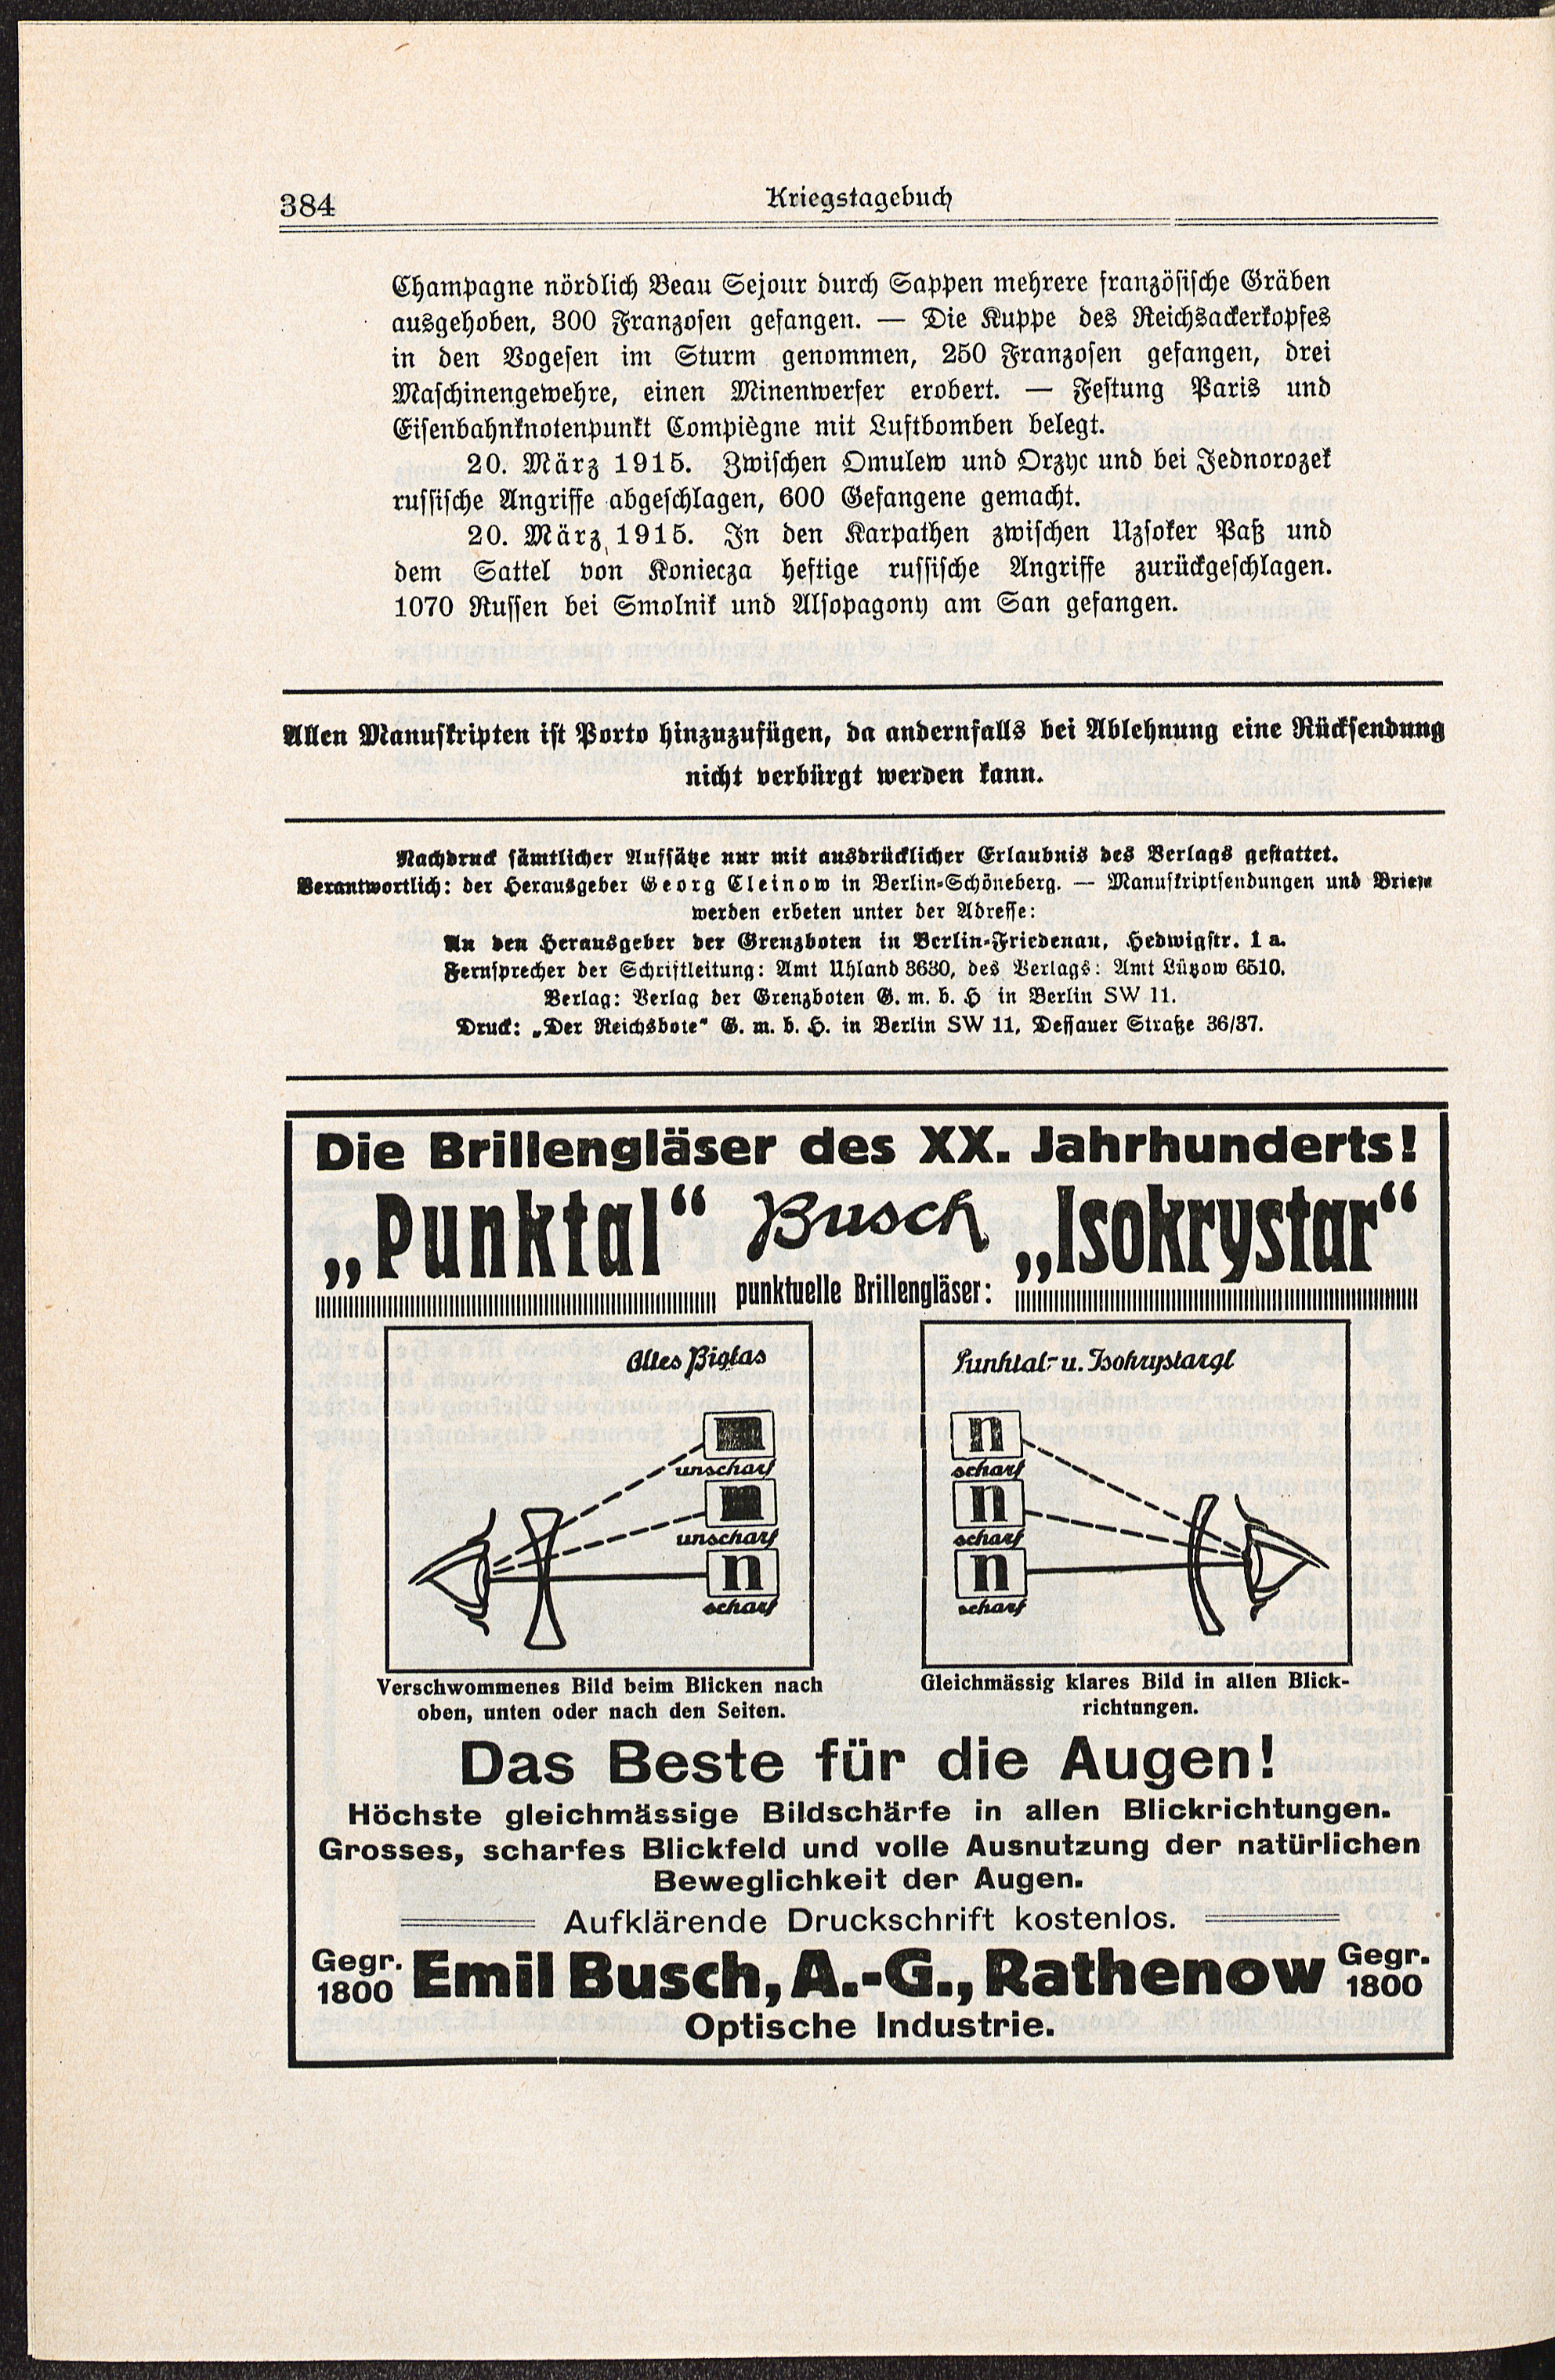 384
Kriegstagebuch
Champagne nördlich Beau Sejour durch Sappen mehrere französische Gräben
ausgehoben, 300 Franzosen gefangen. — Die Kuppe des Reichsackerkopfes
in den Vogesen im Sturm genommen, 250 Franzosen gefangen, drei
Maschinengewehre, einen Minenwerfer erobert. — Festung Paris und
Eisenbahnknotenpunkt Compiègne mit Luftbomben belegt.
20. März 1915. Zwischen Omulew und Orzyc und bei Jednorozek
russische Angriffe abgeschlagen, 600 Gefangene gemacht.
20. März 1915. In den Karpathen zwischen Uzsoker Paß und
dem Sattel von Koniecza heftige russische Angriffe zurückgeschlagen.
1070 Russen bei Smolnik und Alsopagony am San gefangen.
Allen Manuskripten ist Porto hinzuzufügen, da andernfalls bei Ablehnung eine Rücksendung
nicht verbürgt werden kann.
Nachdruck sämtlicher Aufsätze nur mit ausdrücklicher Erlaubnis des Verlags gestattet.
Verantwortlich: der Herausgeber Georg Cleinow in Berlin-Schöneberg. — Manuskriptsendungen und Briefe
werden erbeten unter der Adresse:
An den Herausgeber der Grenzboten in Berlin-Friedenau, Hedwigstr. 1 a.
Fernsprecher der Schriftleitung: Amt Uhland 3630, des Verlags: Amt Lützow 6510.
Verlag: Verlag der Grenzboten G. m. b. H in Berlin SW 11.
Druck: „Der Reichsbote“ G. m. b. H. in Berlin SW 11, Dessauer Straße 36/37.
Die Brillengläser des XX. Jahrhunderts!
„Punktal“ Busch „Isokrystar“
punktuelle Brillengläser:
Altes Biglas
Punktal- u. Isokrystargl
unscharf
n
scharf
unscharf
n
scharf
n
scharf
n
scharf
Verschwommenes Bild beim Blicken nach
oben, unten oder nach den Seiten.
Gleichmässig klares Bild in allen Blick-
richtungen.
Das Beste für die Augen!
Höchste gleichmässige Bildschärfe in allen Blickrichtungen.
Grosses, scharfes Blickfeld und volle Ausnutzung der natürlichen
Beweglichkeit der Augen.
Aufklärende Druckschrift kostenlos.
Gegr. 1800 Emil Busch, A.-G., Rathenow Gegr. 1800
Optische Industrie.